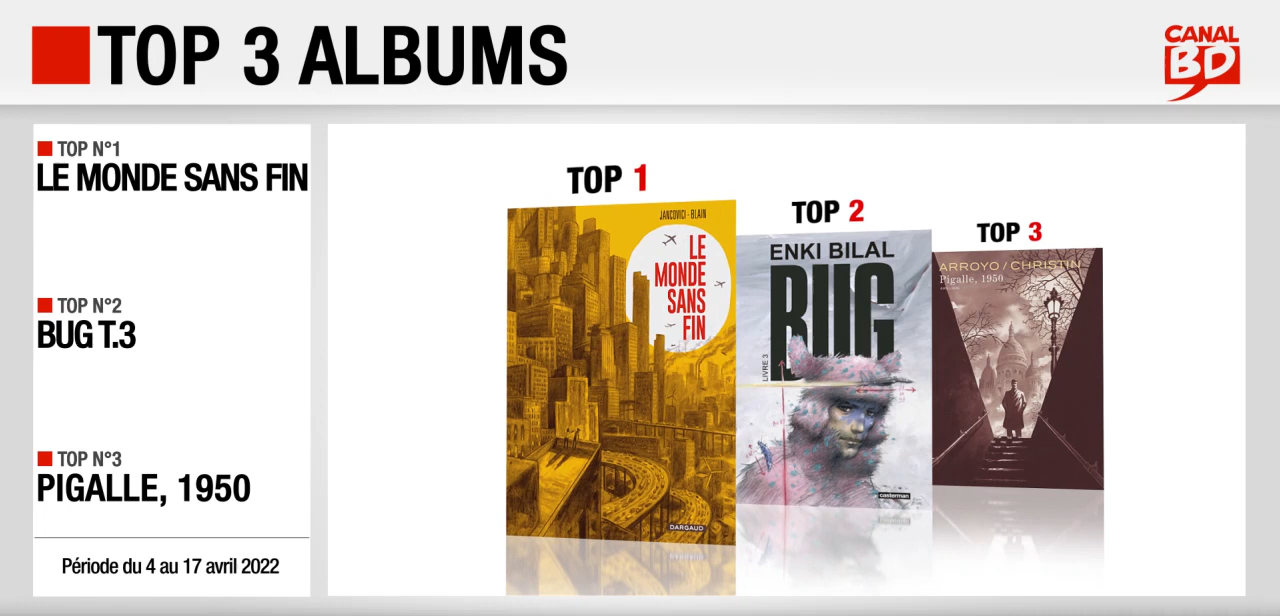 TOP 3 ALBUMS
CANAL
BD
TOP N°1
LE MONDE SANS FIN
TOP N°2
BUG T.3
TOP N°3
PIGALLE, 1950
Période du 4 au 17 avril 2022
TOP 1
JANCOVICI - BLAIN
LE
MONDE
SANS
FIN
DARGAUD
TOP 2
ENKI BILAL
BUG
LIVRE 3
casterman
TOP 3
ARROYO / CHRISTIN
Pigalle, 1950